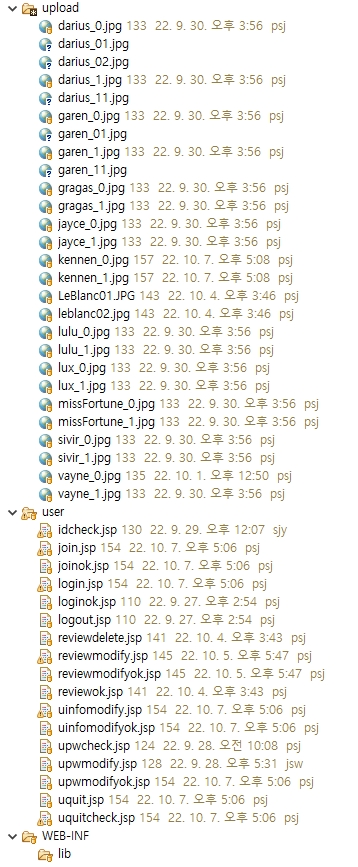 upload
darius_0.jpg 133 22. 9. 30. 오후 3:56 psj
darius_01.jpg
darius_02.jpg
darius_1.jpg 133 22. 9. 30. 오후 3:56 psj
darius_11.jpg
garen_0.jpg 133 22. 9. 30. 오후 3:56 psj
garen_01.jpg
garen_1.jpg 133 22. 9. 30. 오후 3:56 psj
garen_11.jpg
gragas_0.jpg 133 22. 9. 30. 오후 3:56 psj
gragas_1.jpg 133 22. 9. 30. 오후 3:56 psj
jayce_0.jpg 133 22. 9. 30. 오후 3:56 psj
jayce_1.jpg 133 22. 9. 30. 오후 3:56 psj
kennen_0.jpg 157 22. 10. 7. 오후 5:08 psj
kennen_1.jpg 157 22. 10. 7. 오후 5:08 psj
LeBlanc01.JPG 143 22. 10. 4. 오후 3:46 psj
leblanc02.jpg 143 22. 10. 4. 오후 3:46 psj
lulu_0.jpg 133 22. 9. 30. 오후 3:56 psj
lulu_1.jpg 133 22. 9. 30. 오후 3:56 psj
lux_0.jpg 133 22. 9. 30. 오후 3:56 psj
lux_1.jpg 133 22. 9. 30. 오후 3:56 psj
missFortune_0.jpg 133 22. 9. 30. 오후 3:56 psj
missFortune_1.jpg 133 22. 9. 30. 오후 3:56 psj
sivir_0.jpg 133 22. 9. 30. 오후 3:56 psj
sivir_1.jpg 133 22. 9. 30. 오후 3:56 psj
vayne_0.jpg 135 22. 10. 1. 오후 12:50 psj
vayne_1.jpg 133 22. 9. 30. 오후 3:56 psj
user
idcheck.jsp 130 22. 9. 29. 오후 12:07 sjy
join.jsp 154 22. 10. 7. 오후 5:06 psj
joinok.jsp 154 22. 10. 7. 오후 5:06 psj
login.jsp 154 22. 10. 7. 오후 5:06 psj
loginok.jsp 110 22. 9. 27. 오후 2:54 psj
logout.jsp 110 22. 9. 27. 오후 2:54 psj
reviewdelete.jsp 141 22. 10. 4. 오후 3:43 psj
reviewmodify.jsp 145 22. 10. 5. 오후 5:47 psj
reviewmodifyok.jsp 145 22. 10. 5. 오후 5:47 psj
reviewok.jsp 141 22. 10. 4. 오후 3:43 psj
uinfomodify.jsp 154 22. 10. 7. 오후 5:06 psj
uinfomodifyok.jsp 154 22. 10. 7. 오후 5:06 psj
upwcheck.jsp 124 22. 9. 28. 오전 10:08 psj
upwmodify.jsp 128 22. 9. 28. 오후 5:31 jsw
upwmodifyok.jsp 154 22. 10. 7. 오후 5:06 psj
uquit.jsp 154 22. 10. 7. 오후 5:06 psj
uquitcheck.jsp 154 22. 10. 7. 오후 5:06 psj
WEB-INF
lib